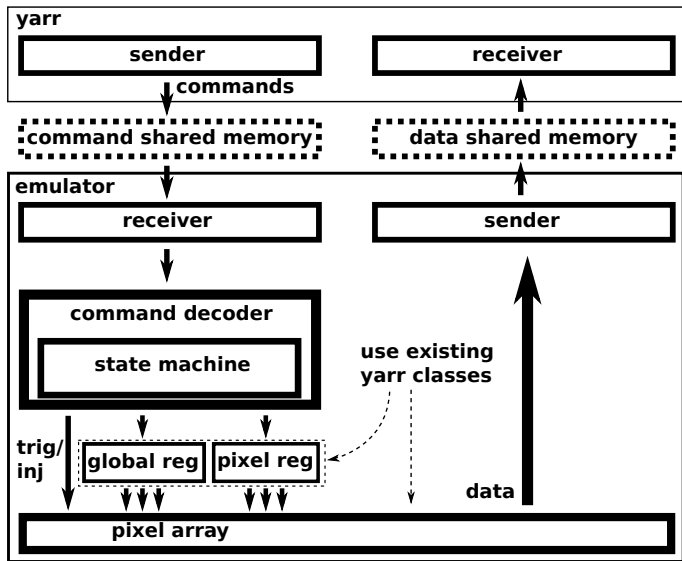 yarr
sender
receiver
commands
command shared memory
data shared memory
emulator
receiver
sender
command decoder
state machine
use existing
yarr classes
trig/
inj
global reg
pixel reg
data
pixel array